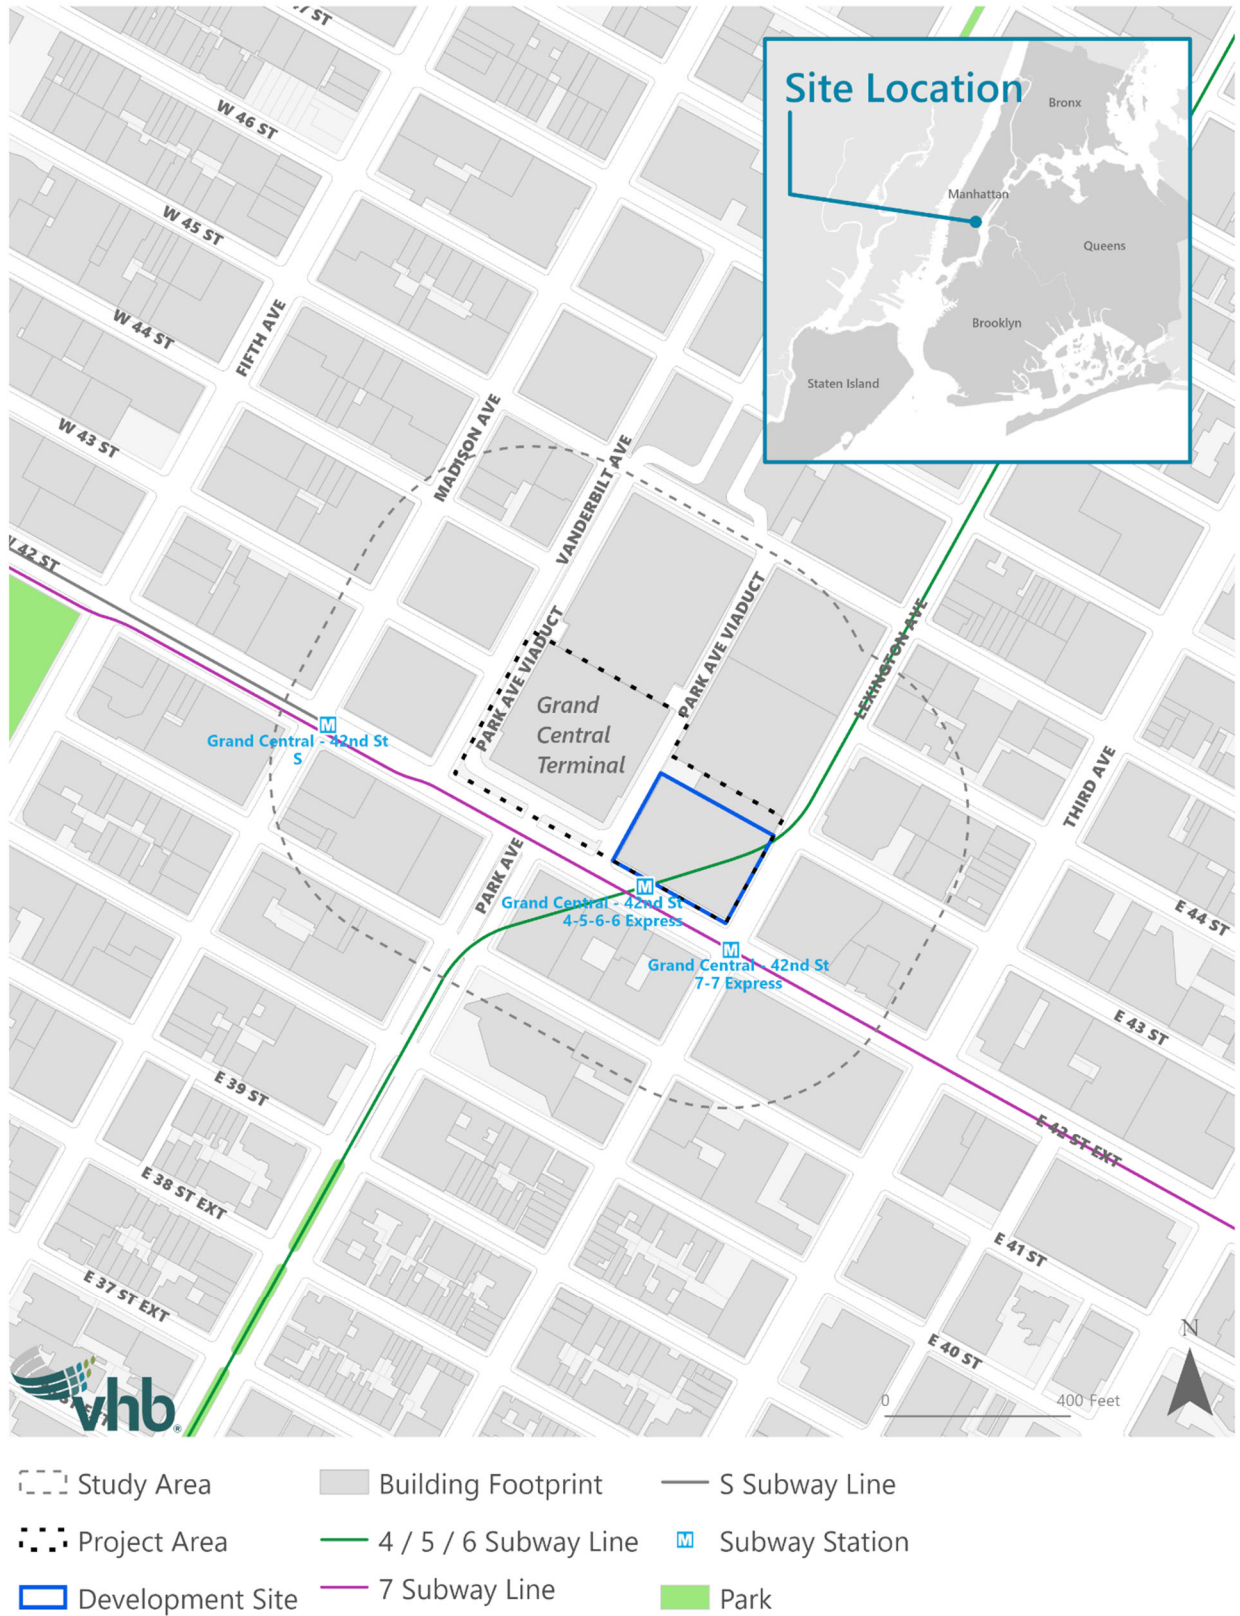 W 46 ST
W 45 ST
W 44 ST
W 43 ST
FIFTH AVE
MADISON AVE
VANDERBILT AVE
Site Location
Bronx
Manhattan
Queens
Brooklyn
Staten Island
42 ST
PARK AVE VIADUCT
PARK AVE VIADUCT
LEXINGTON AVE
THIRD AVE
Grand
Central
Terminal
M
Grand Central - 42nd St
S
PARK AVE
M
Grand Central - 42nd St
4-5-6-6 Express
M
Grand Central - 42nd St
7-7 Express
E 44 ST
E 43 ST
E 42 ST EXT
E 41 ST
E 40 ST
E 39 ST
E 38 ST EXT
E 37 ST EXT
vhb
N
0 400 Feet
Study Area
Building Footprint
S Subway Line
Project Area
4 / 5 / 6 Subway Line
M
Subway Station
Development Site
7 Subway Line
Park